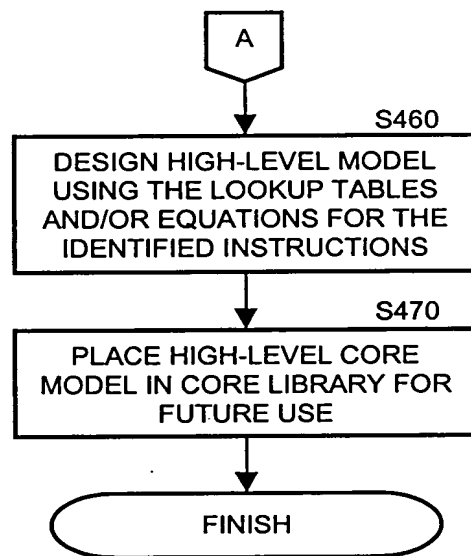 A
S460
DESIGN HIGH-LEVEL MODEL
USING THE LOOKUP TABLES
AND/OR EQUATIONS FOR THE
IDENTIFIED INSTRUCTIONS
S470
PLACE HIGH-LEVEL CORE
MODEL IN CORE LIBRARY FOR
FUTURE USE
FINISH